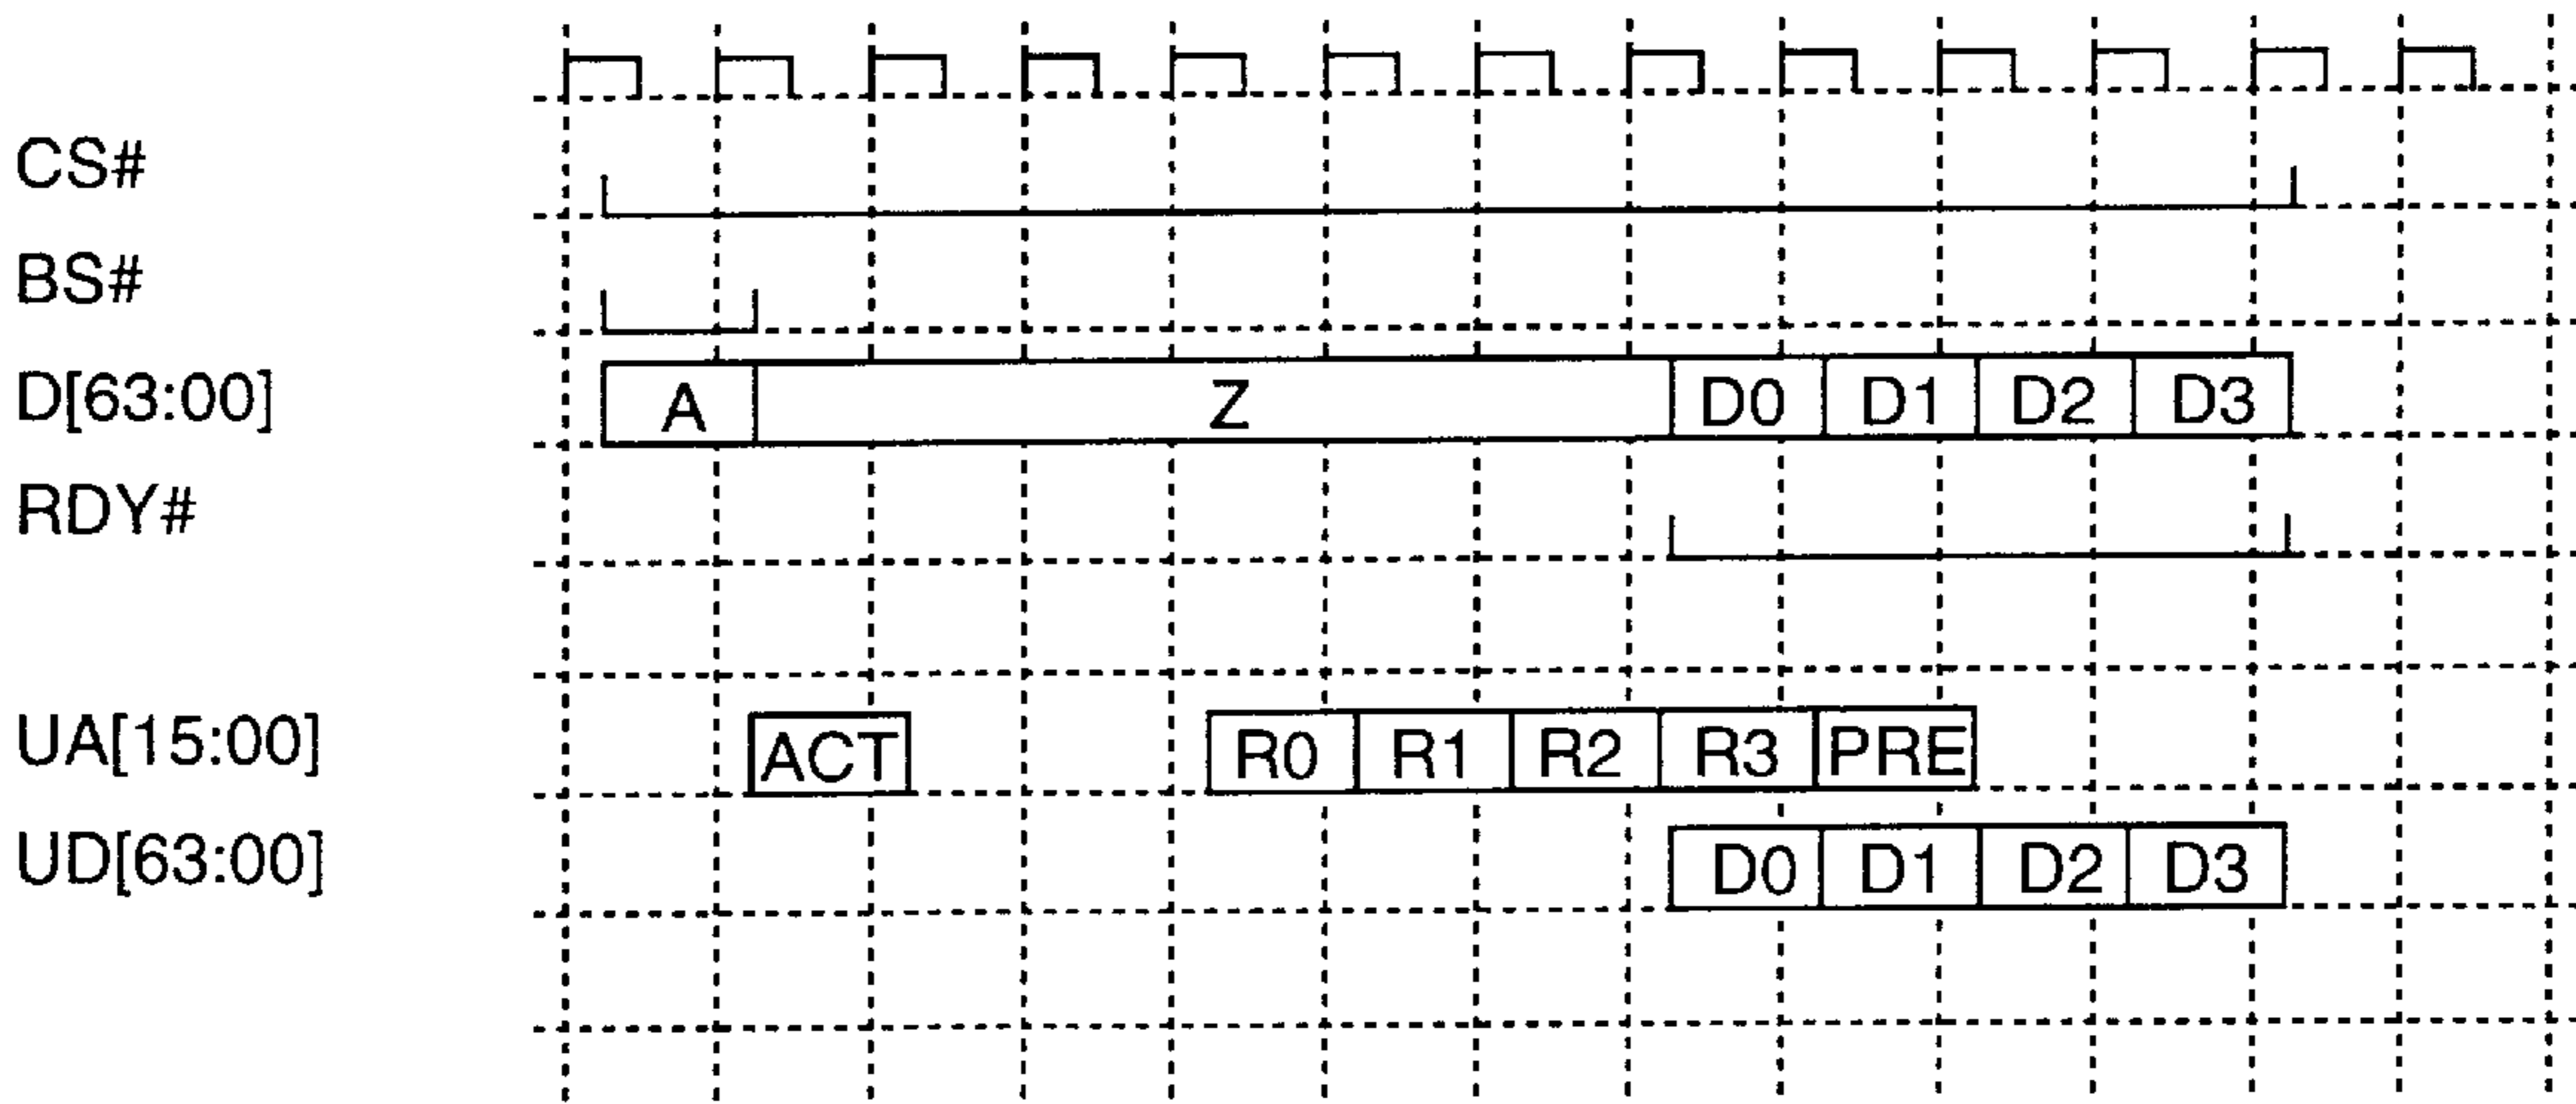 CS#
BS#
D[63:00] A Z D0 D1 D2 D3
RDY#
UA[15:00] ACT R0 R1 R2 R3 PRE
UD[63:00] D0 D1 D2 D3